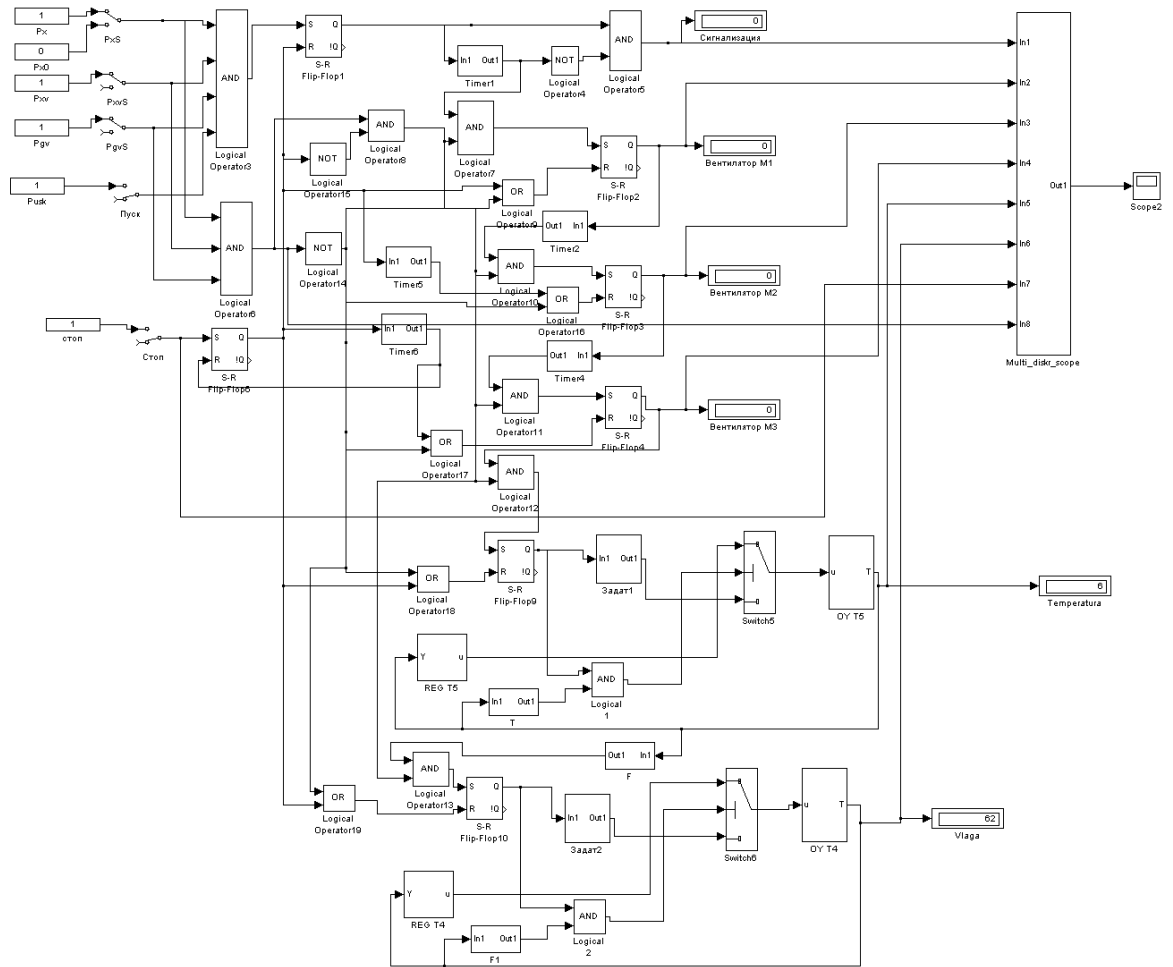 1
Px
PxS
0
Px0
1
Pxv
PxvS
1
Pgv
PgvS
1
Pusk
Пуск
AND
Logical
Operator3
S Q
R !Q
S-R
Flip-Flop1
In1 Out1
Timer1
NOT
Logical
Operator4
AND
Logical
Operator5
0
Сигнализация
AND
Logical
Operator8
NOT
Logical
Operator15
AND
Logical
Operator7
S Q
R !Q
S-R
Flip-Flop2
0
Вентилятор М1
OR
Logical
Operator9
Out1 In1
Timer2
AND
Logical
Operator6
NOT
Logical
Operator14
In1 Out1
Timer5
AND
Logical
Operator10
OR
Logical
Operator16
S Q
R !Q
S-R
Flip-Flop3
0
Вентилятор М2
1
стоп
Стоп
S Q
R !Q
S-R
Flip-Flop6
In1 Out1
Timer6
Out1 In1
Timer4
AND
Logical
Operator11
S Q
R !Q
S-R
Flip-Flop4
0
Вентилятор М3
OR
Logical
Operator17
AND
Logical
Operator12
In1
In2
In3
In4
In5
In6
In7
In8
Out1
Multi_diskr_scope
Scope2
OR
Logical
Operator18
S Q
R !Q
S-R
Flip-Flop9
In1 Out1
Задат1
Switch5
u T
OY T5
6
Temperatura
Y u
REG T5
In1 Out1
T
AND
Logical
1
Out1 In1
F
AND
Logical
Operator13
OR
Logical
Operator19
S Q
R !Q
S-R
Flip-Flop10
In1 Out1
Задат2
Switch6
u T
OY T4
62
Vlaga
Y u
REG T4
In1 Out1
F1
AND
Logical
2